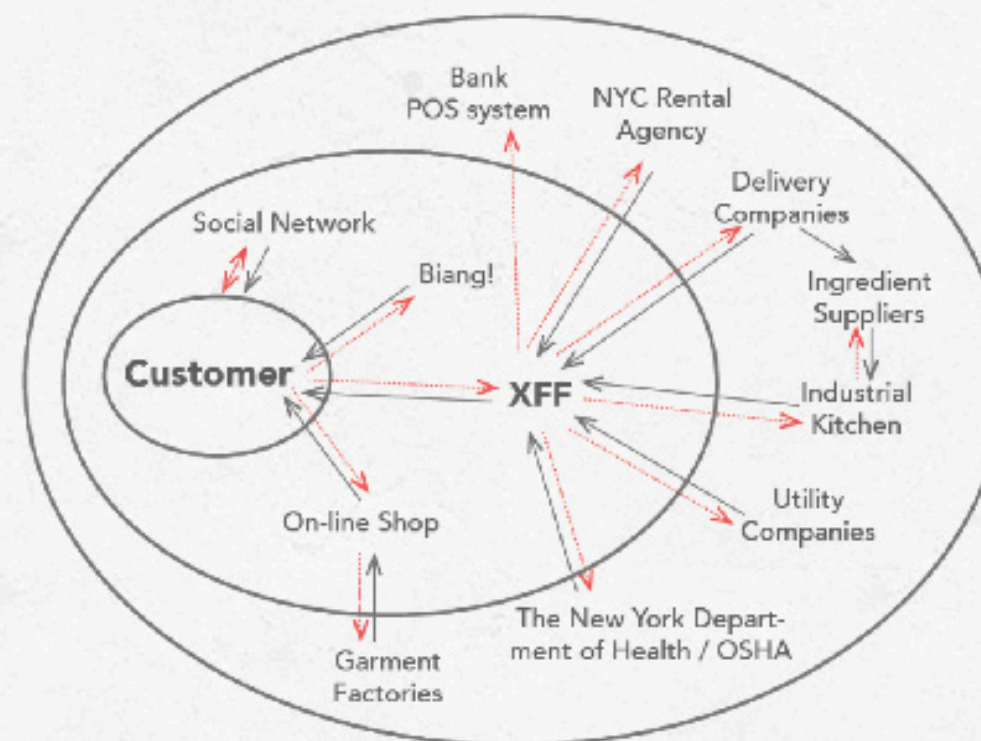 Bank
POS system
NYC Rental
Agency
Delivery
Companies
Social Network
Biang!
Ingredient
Suppliers
Customer
XFF
Industrial
Kitchen
On-line Shop
Utility
Companies
The New York Depart-
ment of Health / OSHA
Garment
Factories